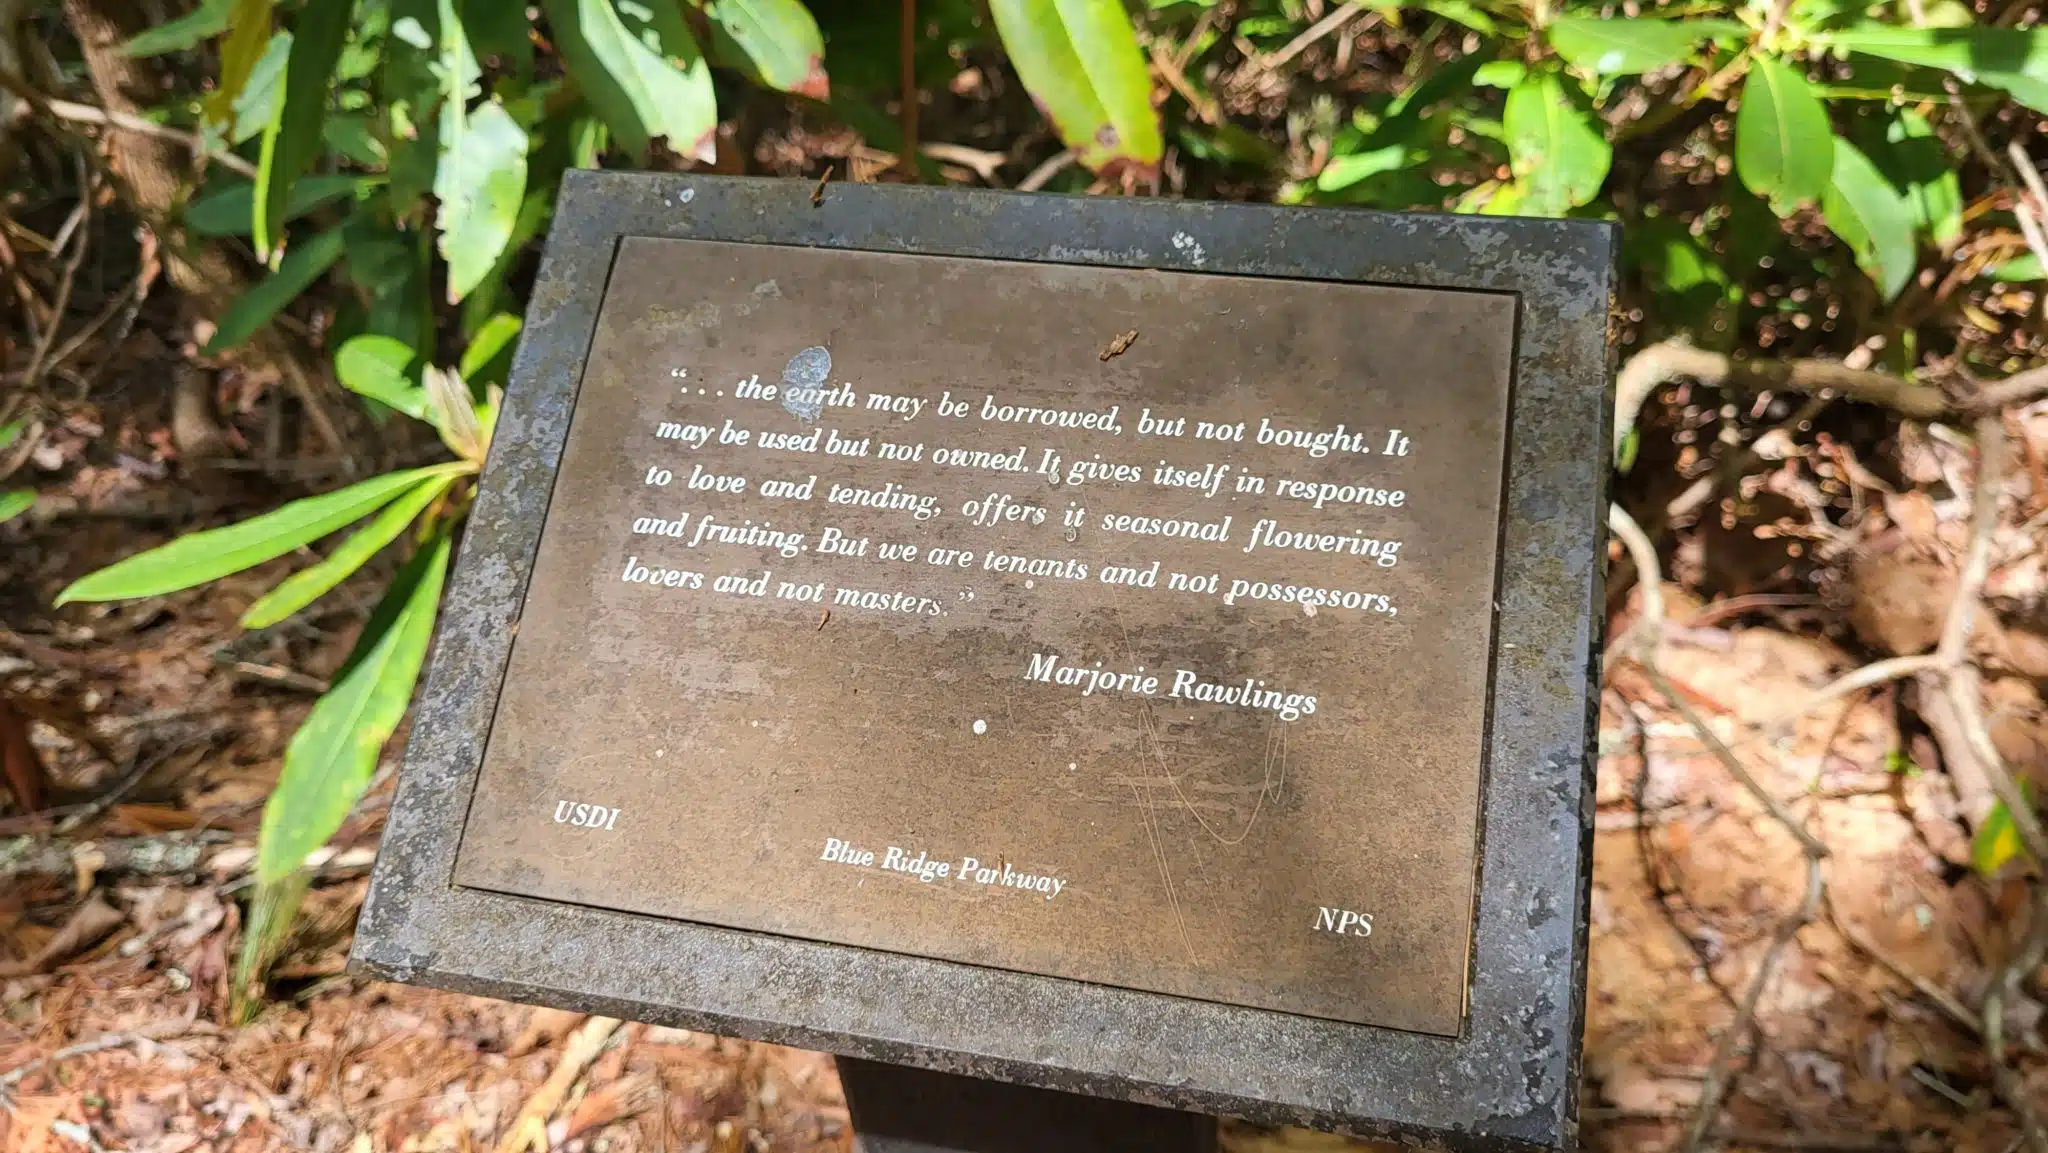 “. . . the earth may be borrowed, but not bought. It
may be used but not owned. It gives itself in response
to love and tending, offers it seasonal flowering
and fruiting. But we are tenants and not possessors,
lovers and not masters.”
Marjorie Rawlings
USDI
Blue Ridge Parkway
NPS